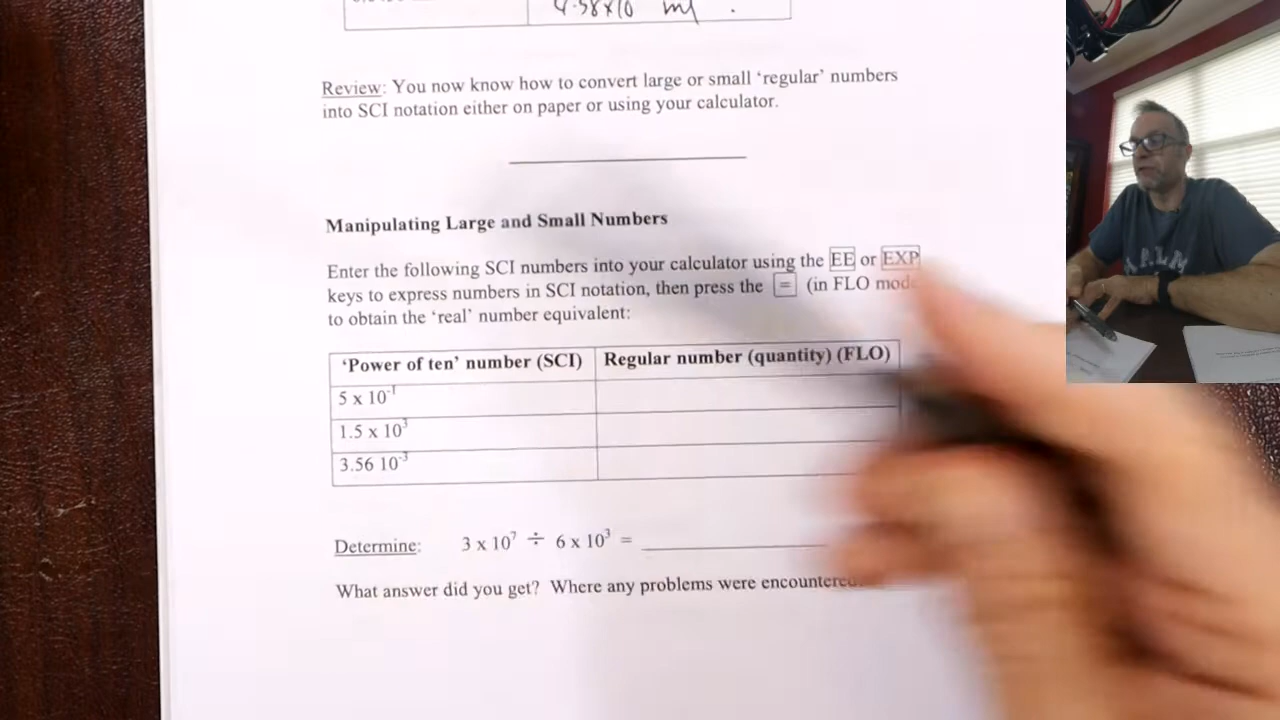 4.58x10 ml .
Review: You now know how to convert large or small ‘regular’ numbers
into SCI notation either on paper or using your calculator.
Manipulating Large and Small Numbers
Enter the following SCI numbers into your calculator using the EE or EXP
keys to express numbers in SCI notation, then press the = (in FLO mod
to obtain the ‘real’ number equivalent:
‘Power of ten’ number (SCI) Regular number (quantity) (FLO)
5 x 10⁻¹
1.5 x 10³
3.56 10⁻³
Determine: 3 x 10⁷ ÷ 6 x 10³ = ____________
What answer did you get? Where any problems were encountered